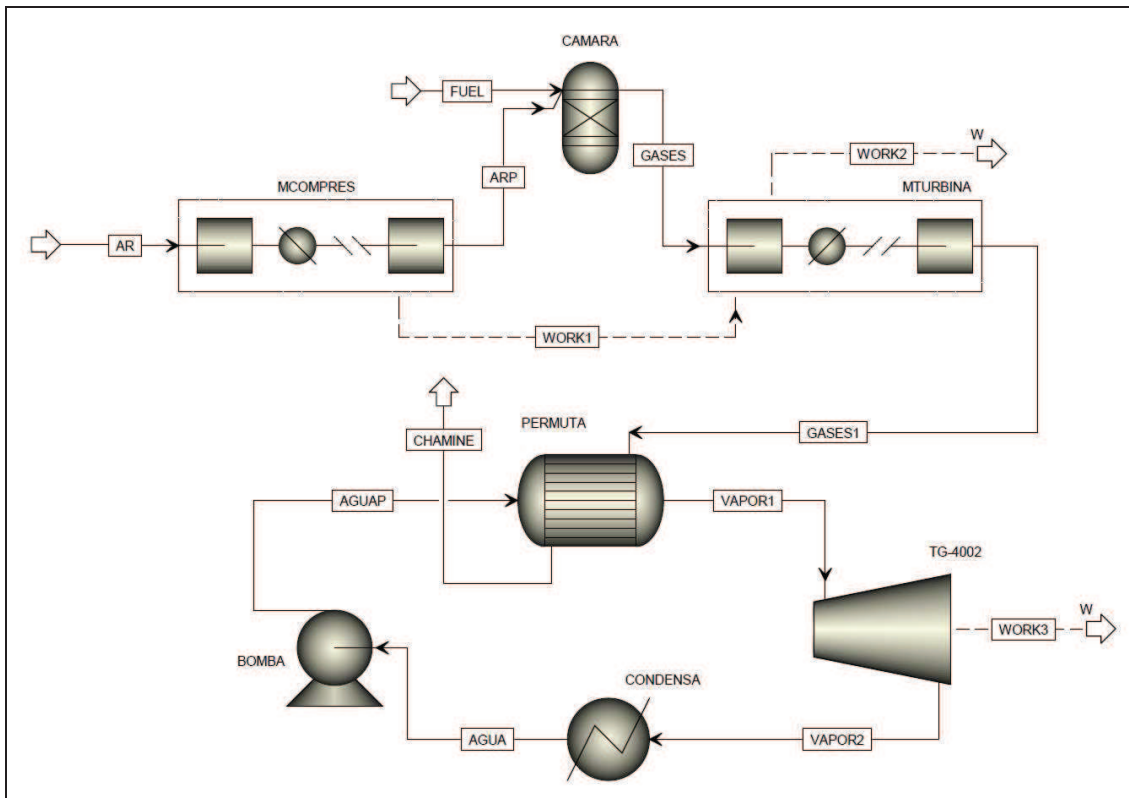 CAMARA
FUEL
W
WORK2
GASES
ARP
MCOMPRES
MTURBINA
AR
WORK1
PERMUTA
CHAMINE
GASES1
AGUAP
VAPOR1
TG-4002
W
WORK3
BOMBA
CONDENSA
AGUA
VAPOR2